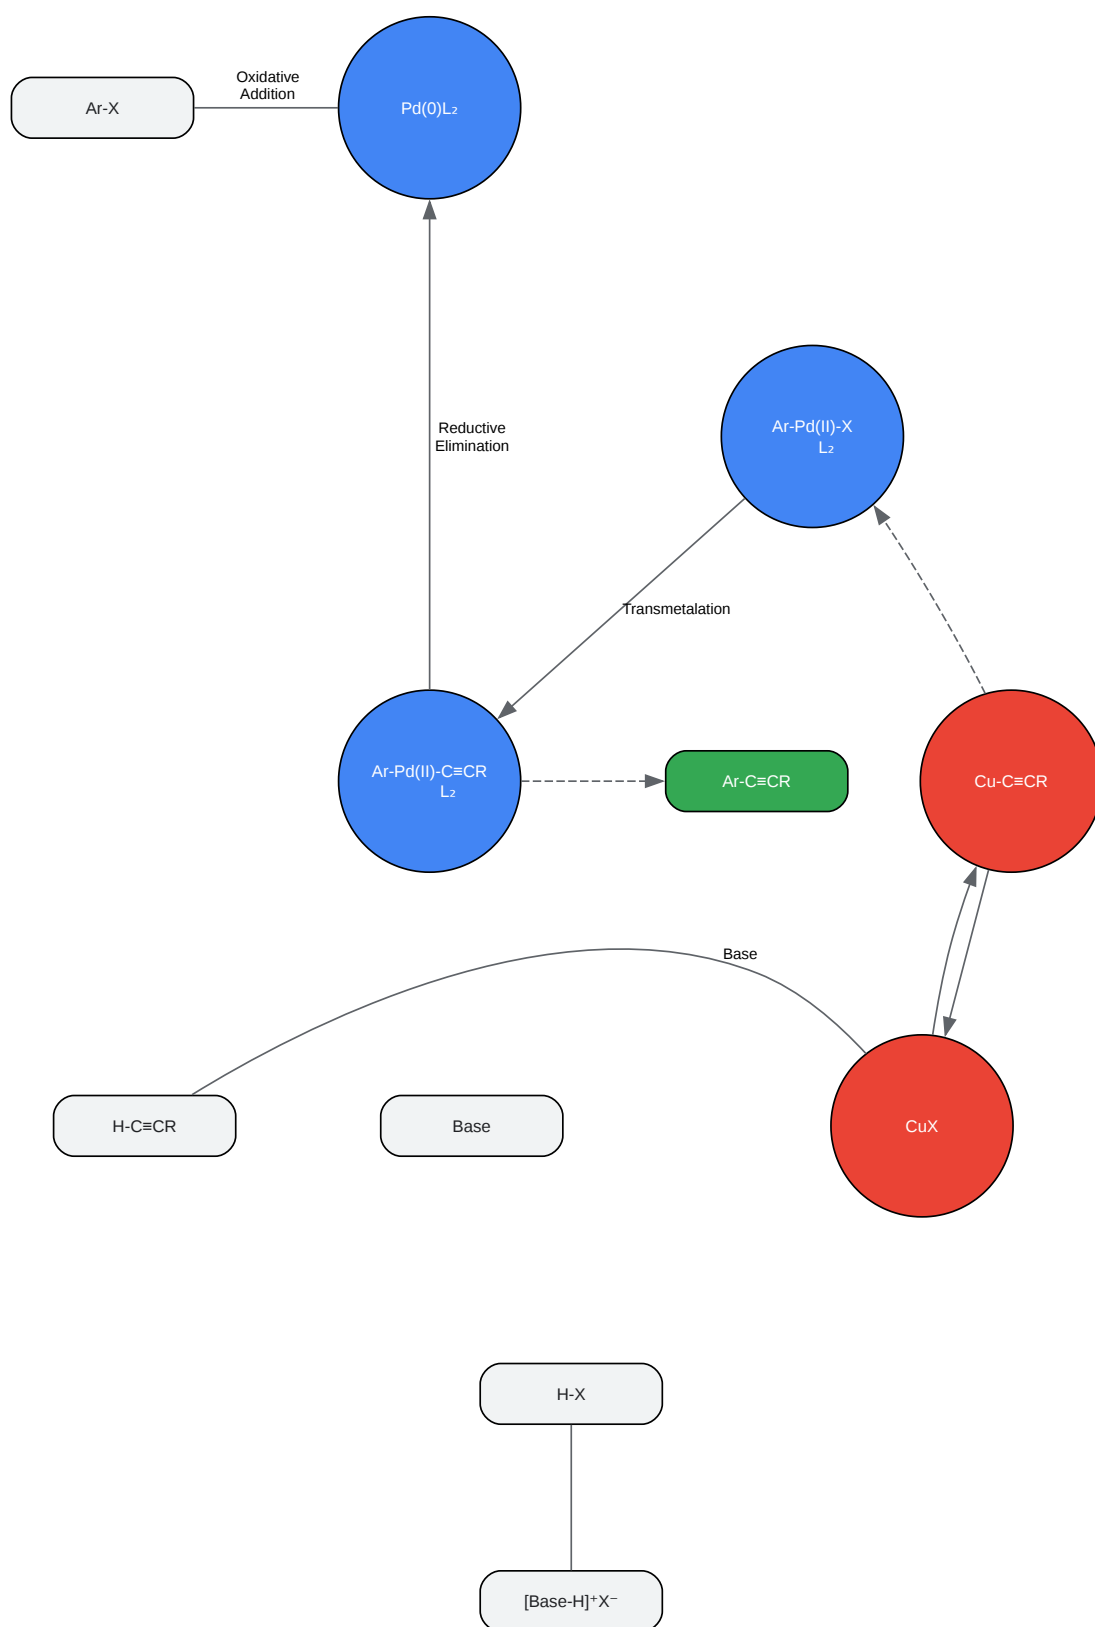 Oxidative
Addition
Ar-X
Pd(0)L₂
Reductive
Elimination
Ar-Pd(II)-X
L₂
Transmetalation
Ar-Pd(II)-C≡CR
L₂
Ar-C≡CR
Cu-C≡CR
Base
H-C≡CR
Base
CuX
H-X
[Base-H]⁺X⁻